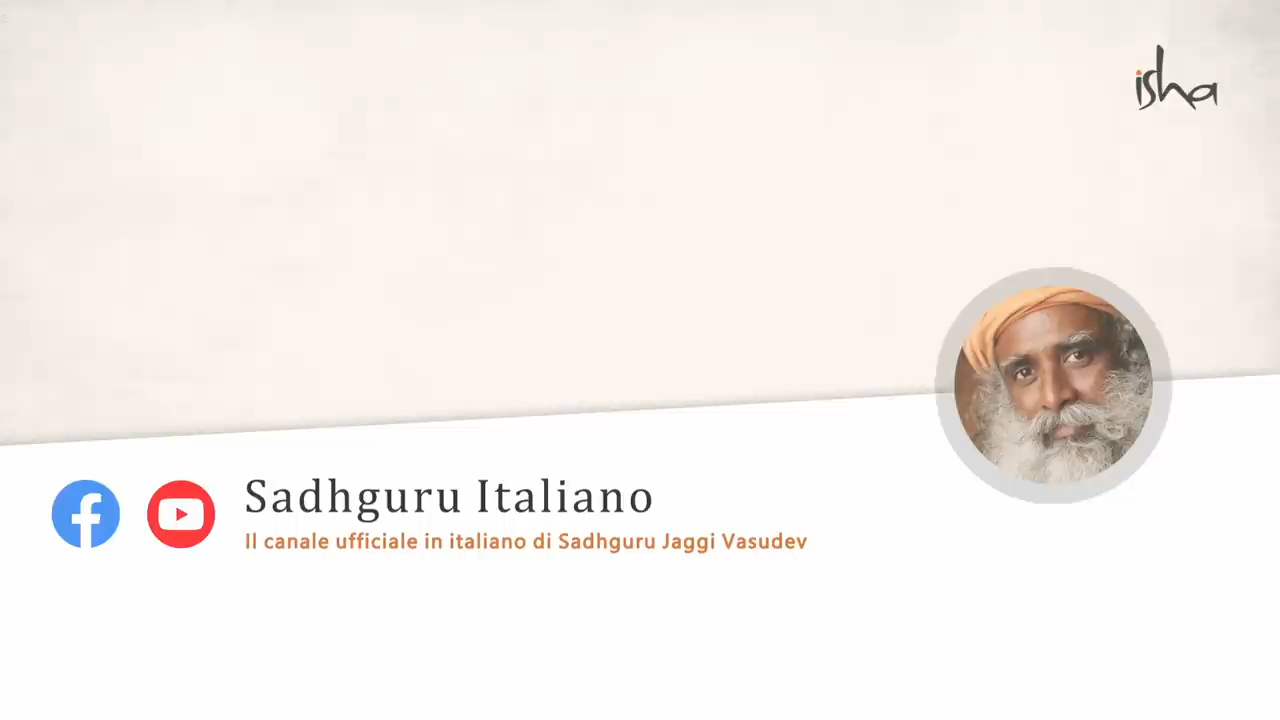 isha
Sadhguru Italiano
Il canale ufficiale in italiano di Sadhguru Jaggi Vasudev